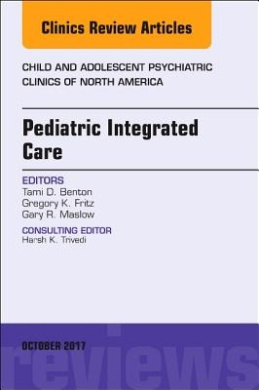 Clinics Review Articles
CHILD AND ADOLESCENT PSYCHIATRIC
CLINICS OF NORTH AMERICA
Pediatric Integrated
Care
EDITORS
Tami D. Benton
Gregory K. Fritz
Gary R. Maslow
CONSULTING EDITOR
Harsh K. Trivedi
OCTOBER 2017
reviews